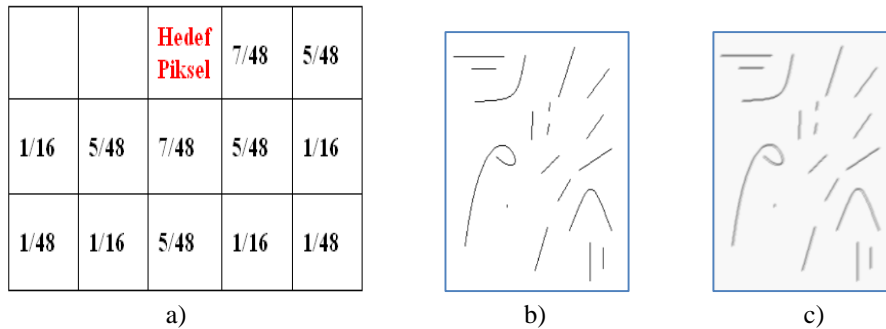 Hedef
Piksel
7/48 5/48
1/16 5/48 7/48 5/48 1/16
1/48 1/16 5/48 1/16 1/48
a) b) c)